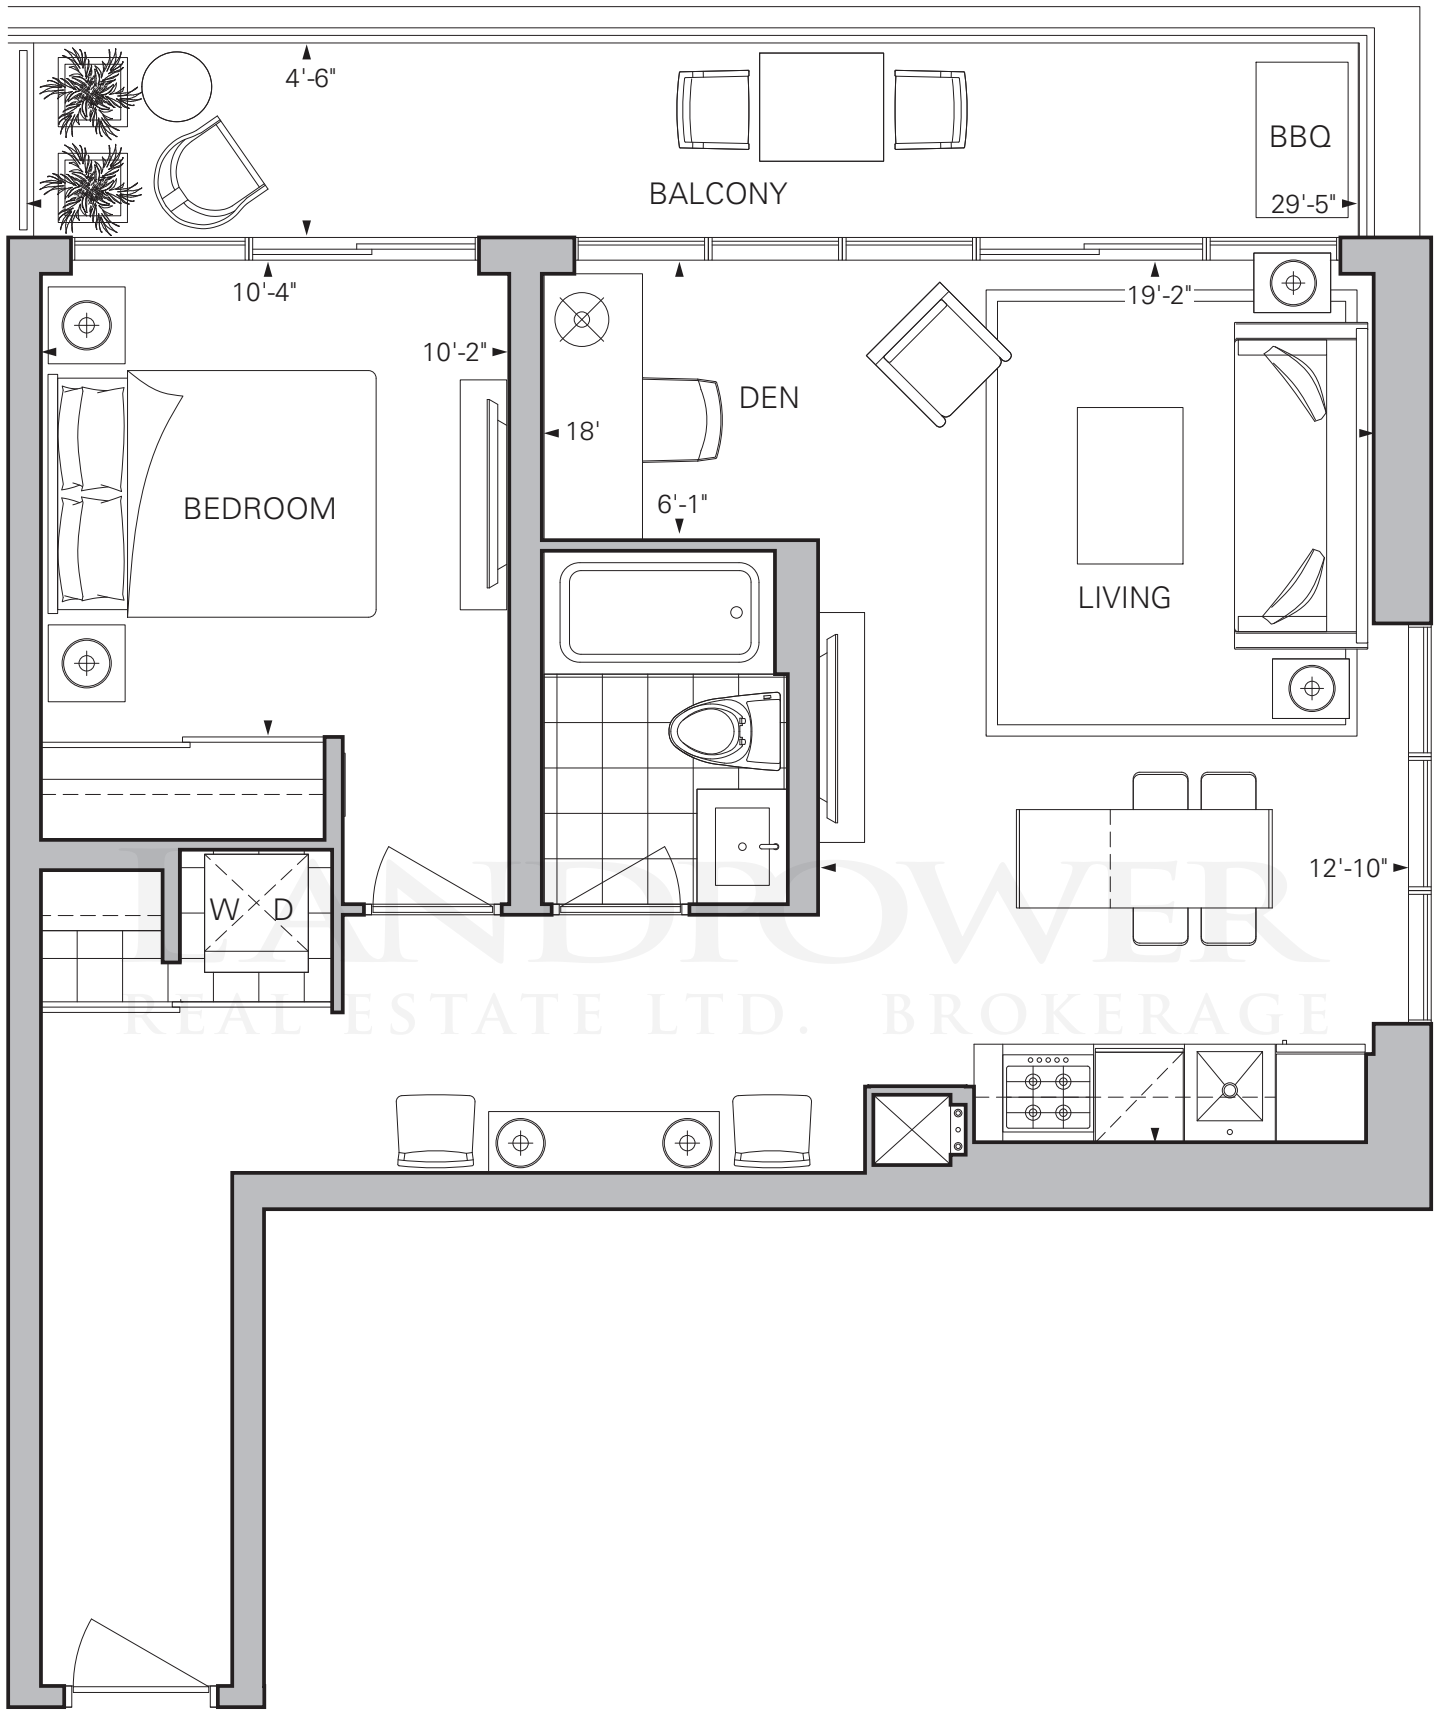 4'-6"
BBQ
BALCONY
29'-5"
10'-4"
19'-2"
10'-2"
DEN
18'
6'-1"
BEDROOM
LIVING
12'-10"
W D
LANDPOWER
REAL ESTATE LTD. BROKERAGE